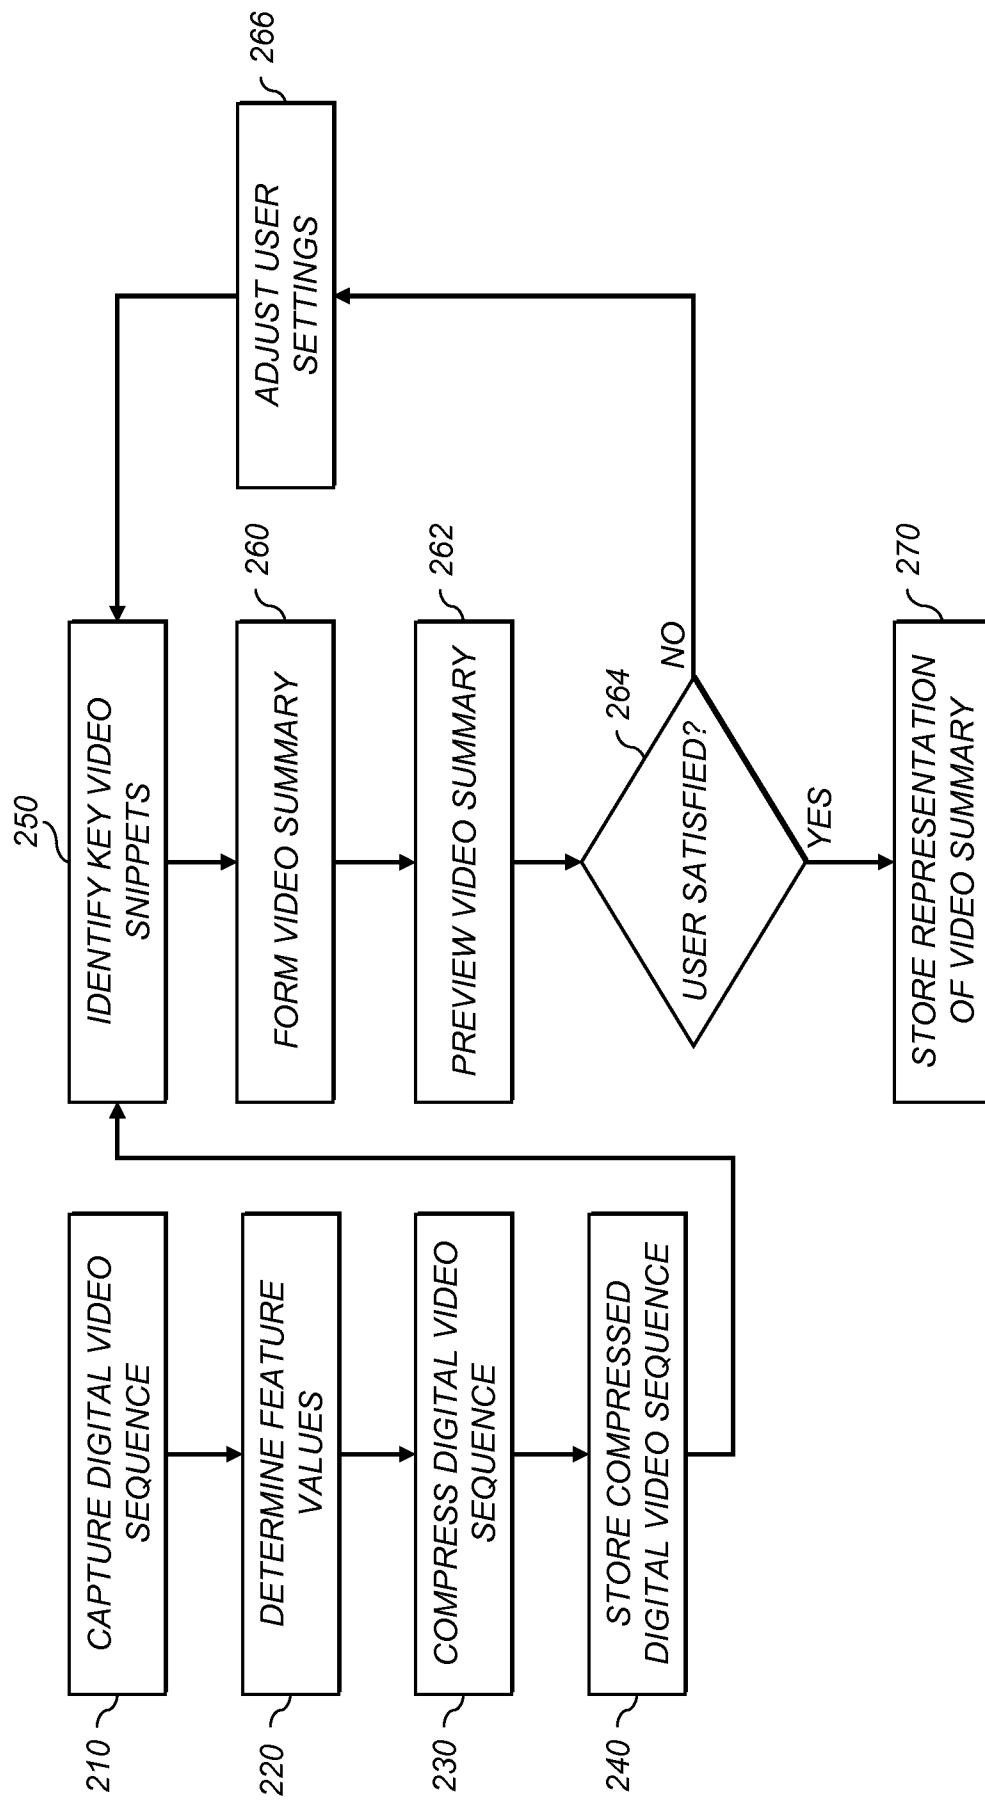 210
CAPTURE DIGITAL VIDEO
SEQUENCE
220
DETERMINE FEATURE
VALUES
230
COMPRESS DIGITAL VIDEO
SEQUENCE
240
STORE COMPRESSED
DIGITAL VIDEO SEQUENCE
250
IDENTIFY KEY VIDEO
SNIPPETS
260
FORM VIDEO SUMMARY
262
PREVIEW VIDEO SUMMARY
264
USER SATISFIED?
NO
YES
266
ADJUST USER
SETTINGS
270
STORE REPRESENTATION
OF VIDEO SUMMARY